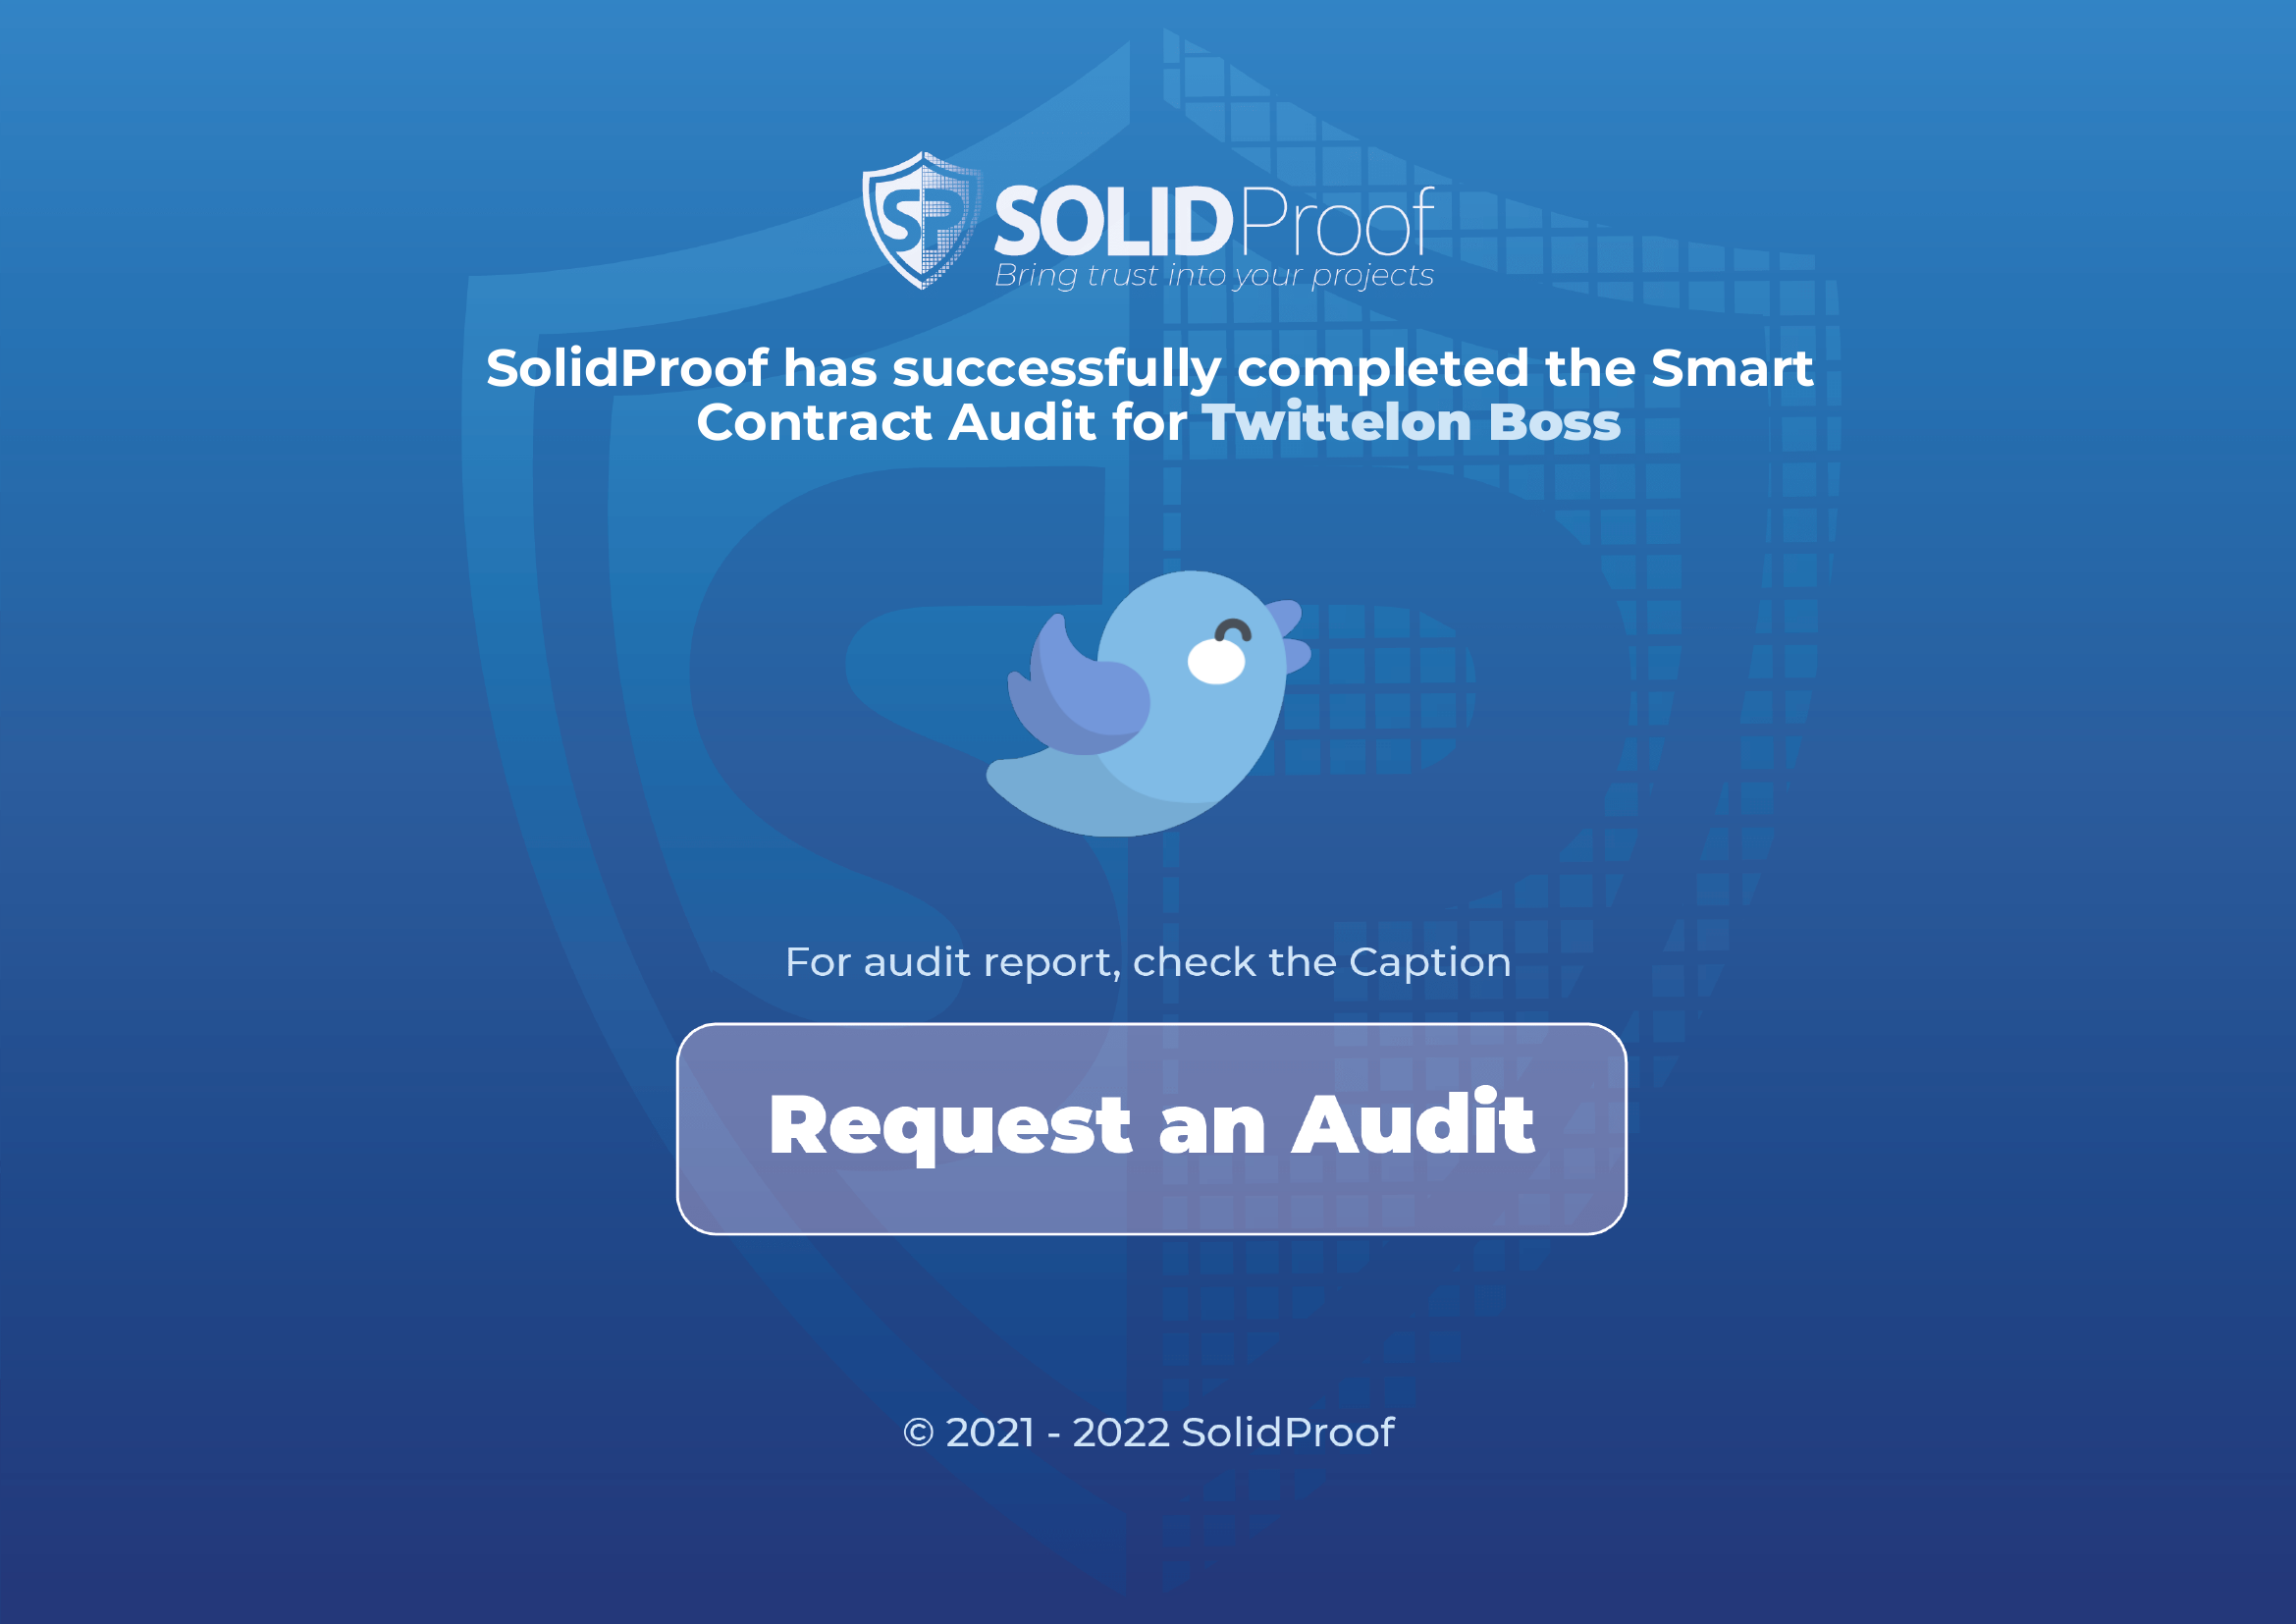 SP SOLIDProof
Bring trust into your projects
SolidProof has successfully completed the Smart
Contract Audit for Twittelon Boss
For audit report, check the Caption
Request an Audit
© 2021 - 2022 SolidProof